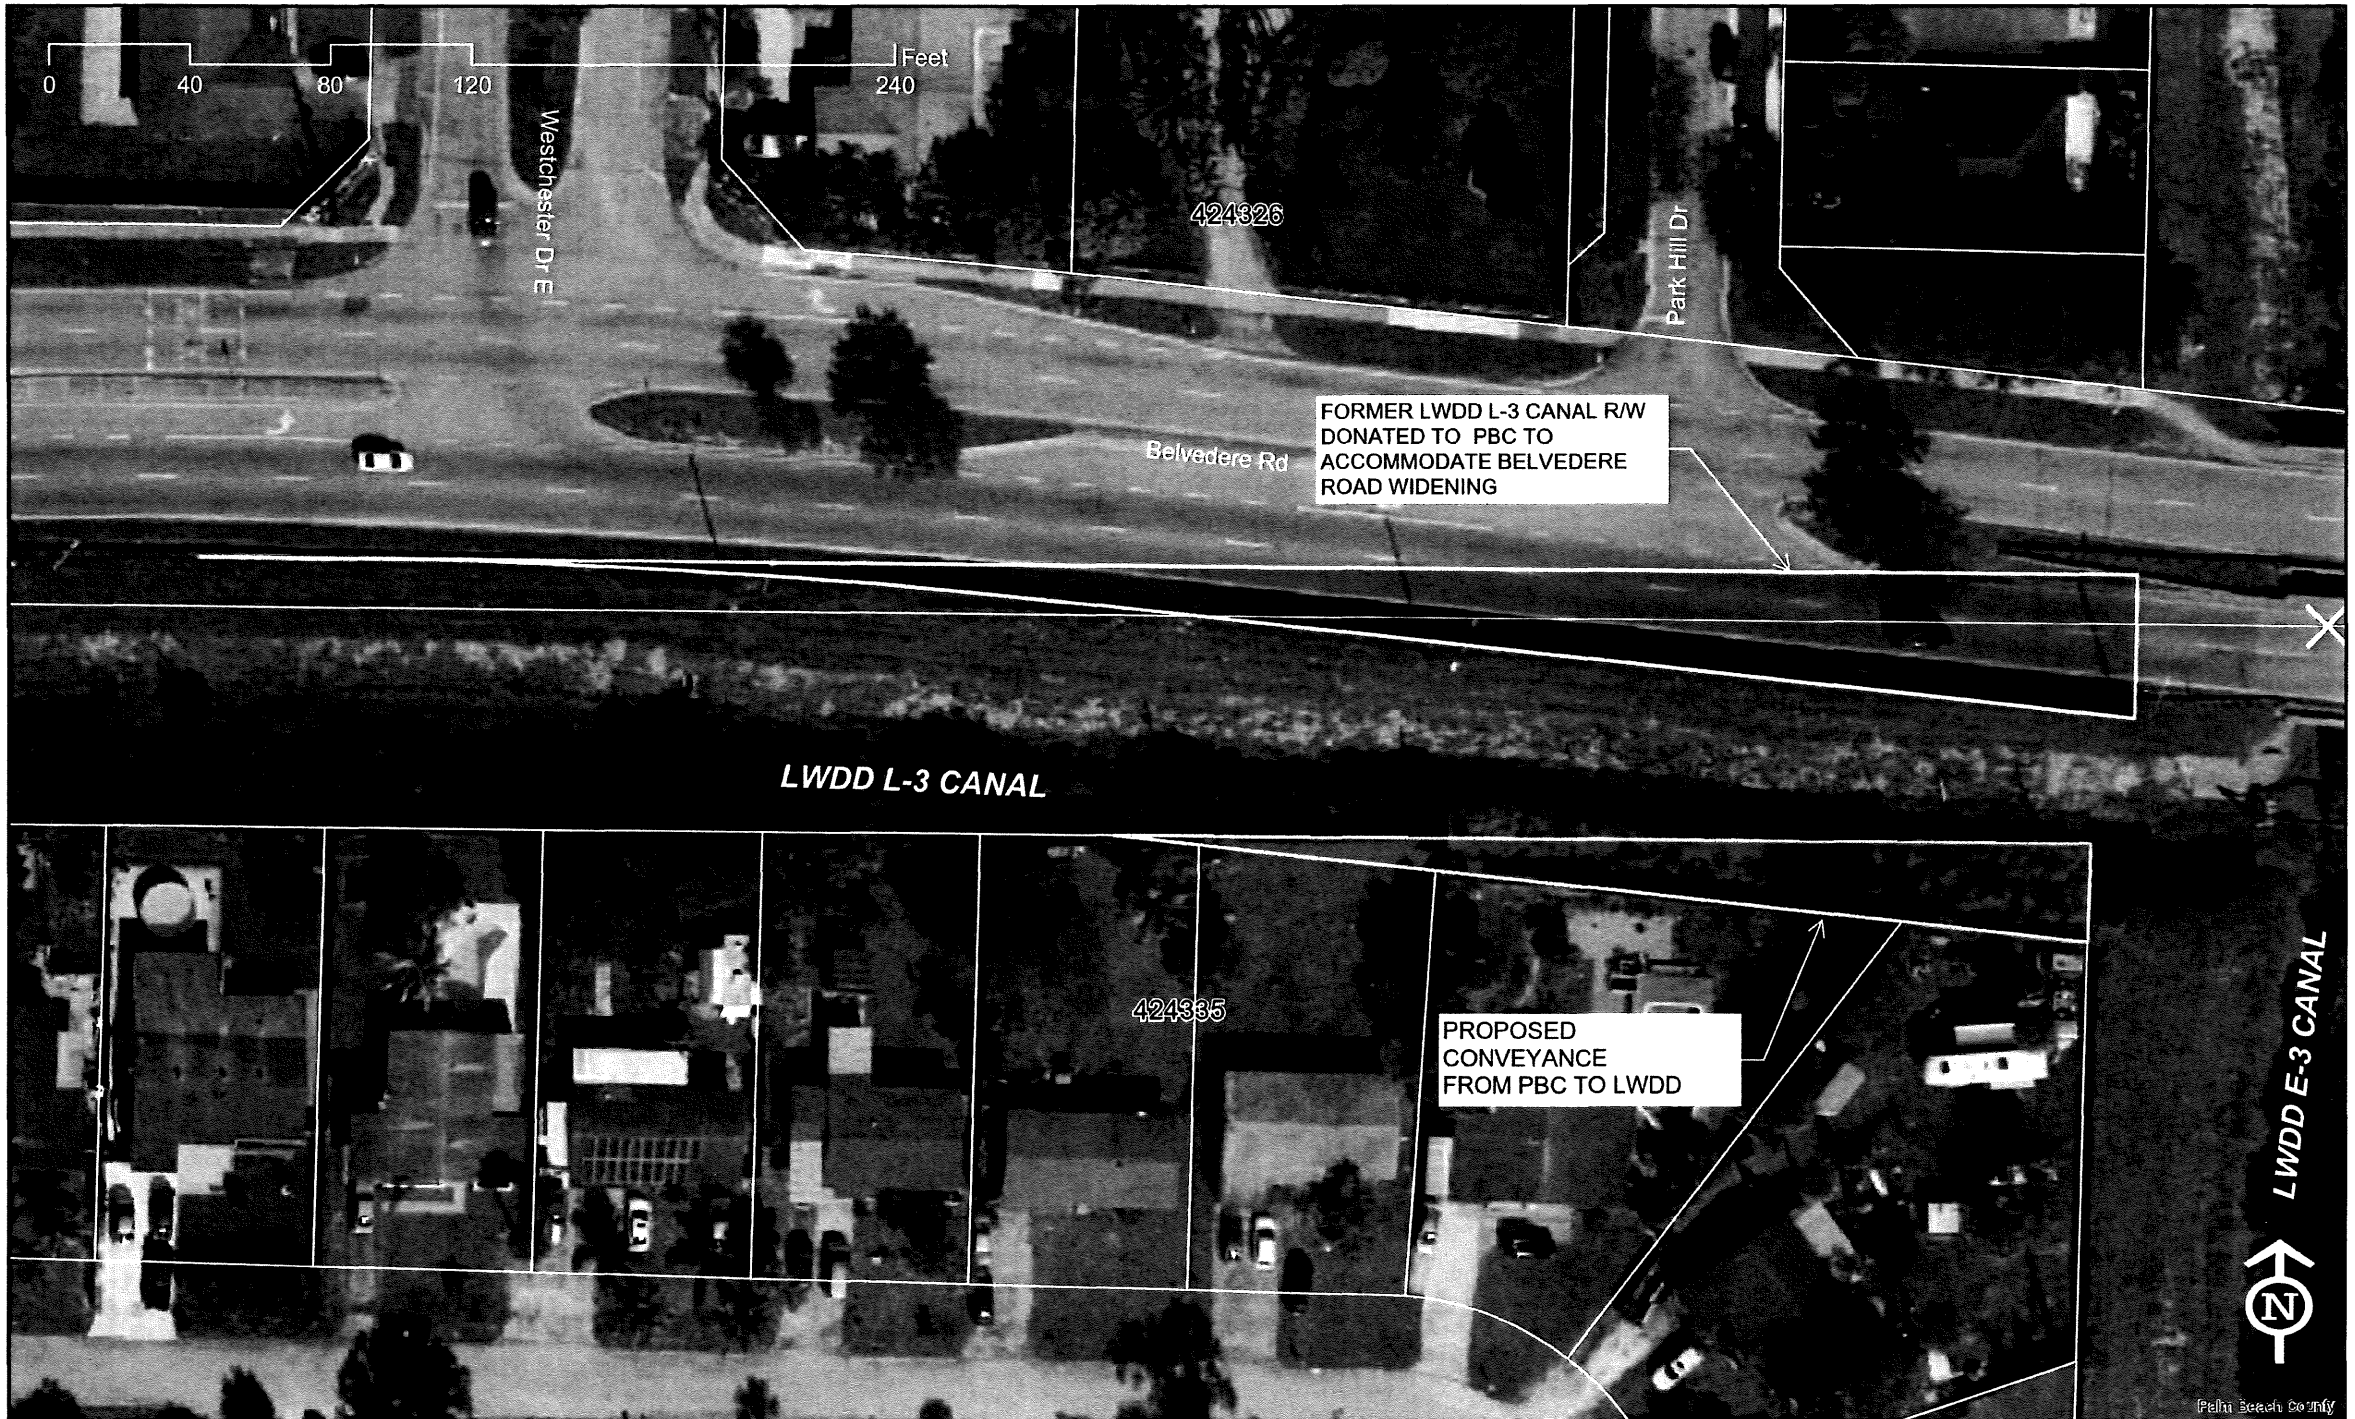 Feet
0 40 80 120 240
Westchester Dr E
424326
Park Hill Dr
FORMER LWDD L-3 CANAL R/W
DONATED TO PBC TO
ACCOMMODATE BELVEDERE
ROAD WIDENING
Belvedere Rd
LWDD L-3 CANAL
424335
PROPOSED
CONVEYANCE
FROM PBC TO LWDD
LWDD E-3 CANAL
N
Palm Beach County